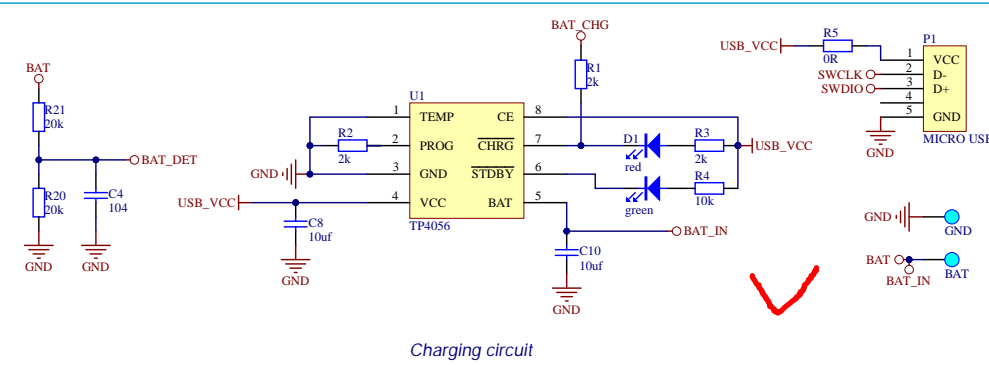 BAT
R21
20k
BAT_DET
R20
20k
C4
104
GND
GND
BAT_CHG
R1
2k
U1
1 TEMP CE 8
2 PROG CHRG 7
3 GND STDBY 6
4 VCC BAT 5
TP4056
R2
2k
GND
USB_VCC
C8
10uf
GND
D1
red
R3
2k
USB_VCC
green
R4
10k
BAT_IN
C10
10uf
GND
USB_VCC
R5
0R
P1
1 VCC
SWCLK 2 D-
SWDIO 3 D+
4
5 GND
GND
MICRO USB
GND
GND
BAT
BAT_IN
BAT
Charging circuit